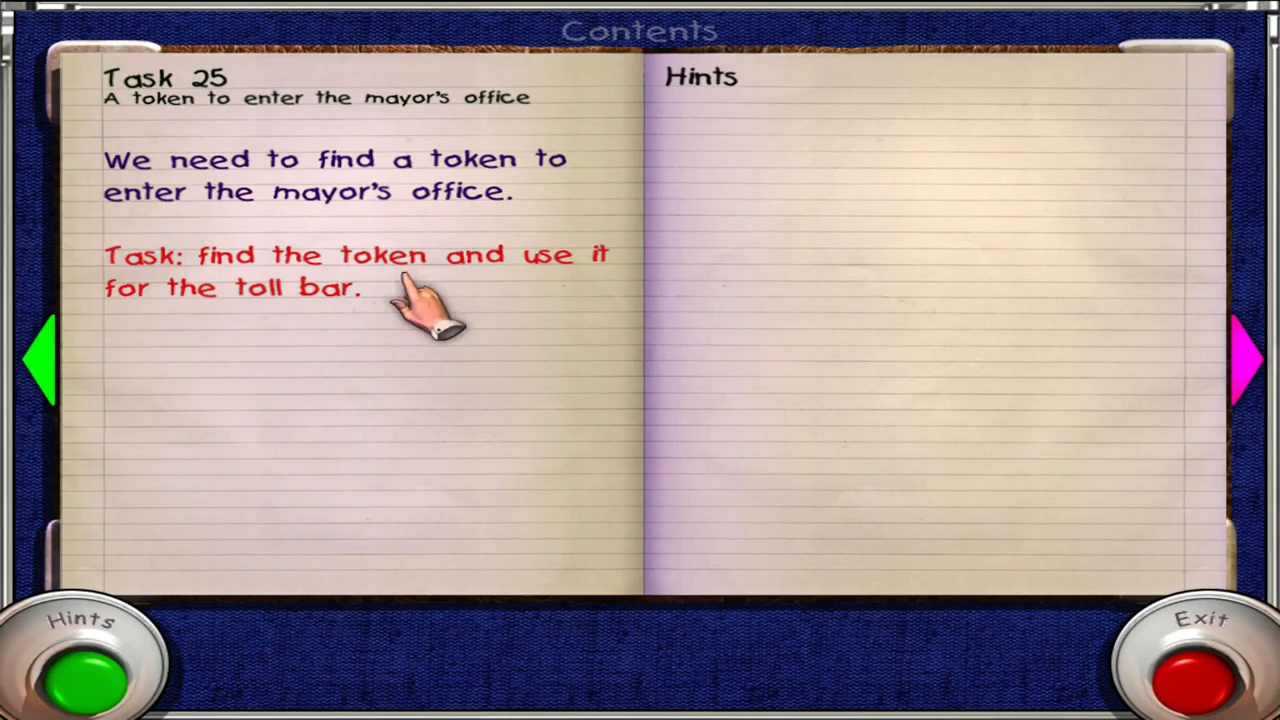 Contents
Task 25
A token to enter the mayor's office
We need to find a token to
enter the mayor's office.
Task: find the token and use it
for the toll bar.
Hints
Hints
Exit